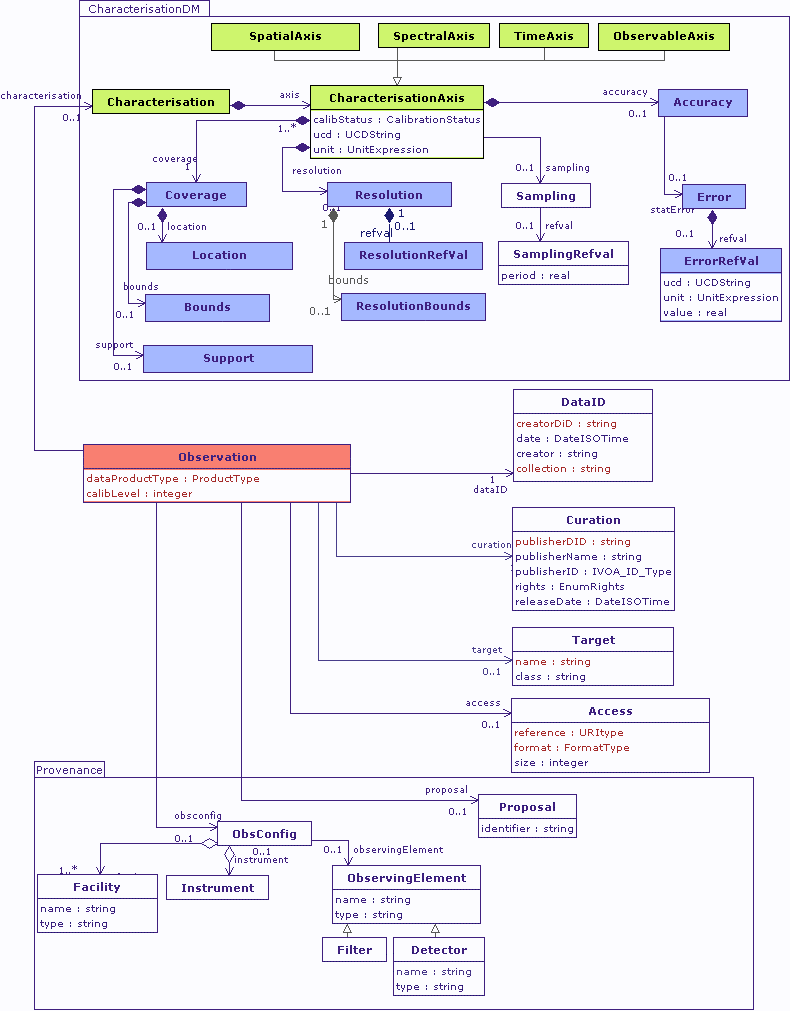 CharacterisationDM
SpatialAxis
SpectralAxis
TimeAxis
ObservableAxis
characterisation
0..1
Characterisation
axis
1..*
CharacterisationAxis
calibStatus : CalibrationStatus
ucd : UCDString
unit : UnitExpression
accuracy
0..1
Accuracy
coverage
1
resolution
0..1
0..1 sampling
0..1
statError
Coverage
Resolution
Sampling
Error
0..1 location
1
1
0..1
refval
0..1 refval
0..1
refval
Location
ResolutionRefVal
SamplingRefval
period : real
ErrorRefVal
ucd : UCDString
unit : UnitExpression
value : real
bounds
0..1
Bounds
bounds
0..1
ResolutionBounds
support
0..1
Support
Observation
dataProductType : ProductType
calibLevel : integer
1
dataID
DataID
creatorDiD : string
date : DateISOTime
creator : string
collection : string
curation
Curation
publisherDID : string
publisherName : string
publisherID : IVOA_ID_Type
rights : EnumRights
releaseDate : DateISOTime
target
0..1
Target
name : string
class : string
access
0..1
Access
reference : URItype
format : FormatType
size : integer
Provenance
proposal
0..1
Proposal
identifier : string
obsconfig
0..1
ObsConfig
0..1
instrument
0..1 observingElement
1..*
Facility
name : string
type : string
Instrument
ObservingElement
name : string
type : string
Filter
Detector
name : string
type : string